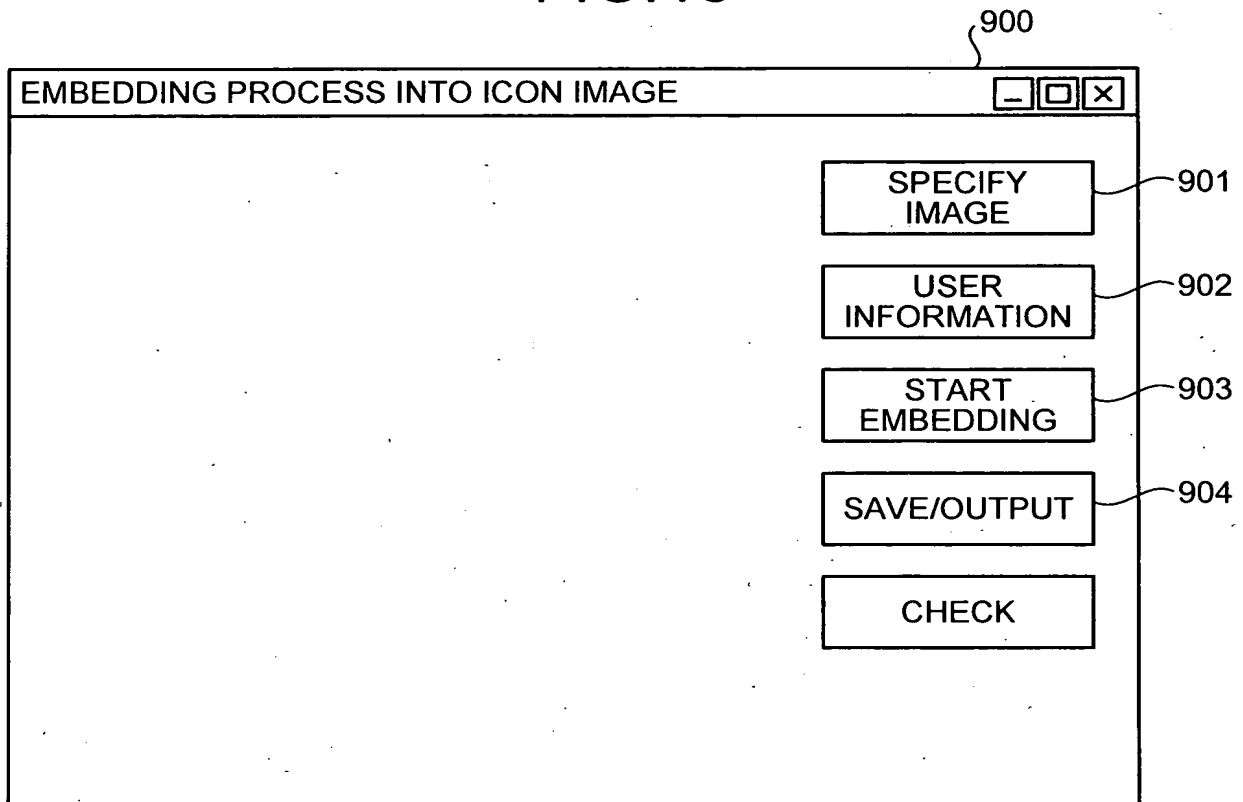 900
EMBEDDING PROCESS INTO ICON IMAGE
SPECIFY
IMAGE
901
USER
INFORMATION
902
START
EMBEDDING
903
SAVE/OUTPUT
904
CHECK